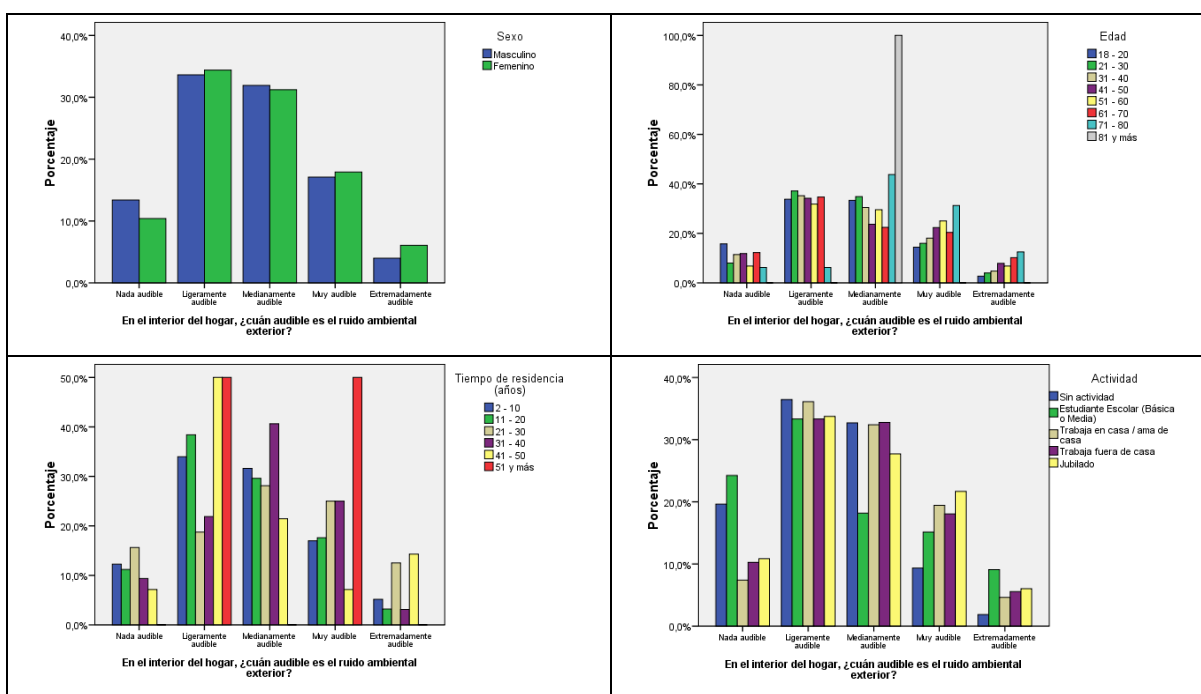 40,0%
30,0%
20,0%
10,0%
0,0%
Porcentaje
Nada audible
Ligeramente
audible
Medianamente
audible
Muy audible
Extremadamente
audible
En el interior del hogar, ¿cuán audible es el ruido ambiental
exterior?
Sexo
Masculino
Femenino
100,0%
80,0%
60,0%
40,0%
20,0%
0,0%
Porcentaje
Nada audible
Ligeramente
audible
Medianamente
audible
Muy audible
Extremadamente
audible
En el interior del hogar, ¿cuán audible es el ruido ambiental
exterior?
Edad
18 - 20
21 - 30
31 - 40
41 - 50
51 - 60
61 - 70
71 - 80
81 y más
50,0%
40,0%
30,0%
20,0%
10,0%
0,0%
Porcentaje
Nada audible
Ligeramente
audible
Medianamente
audible
Muy audible
Extremadamente
audible
En el interior del hogar, ¿cuán audible es el ruido ambiental
exterior?
Tiempo de residencia
(años)
2 - 10
11 - 20
21 - 30
31 - 40
41 - 50
51 y más
40,0%
30,0%
20,0%
10,0%
0,0%
Porcentaje
Nada audible
Ligeramente
audible
Medianamente
audible
Muy audible
Extremadamente
audible
En el interior del hogar, ¿cuán audible es el ruido ambiental
exterior?
Actividad
Sin actividad
Estudiante Escolar (Básica
o Media)
Trabaja en casa / ama de
casa
Trabaja fuera de casa
Jubilado